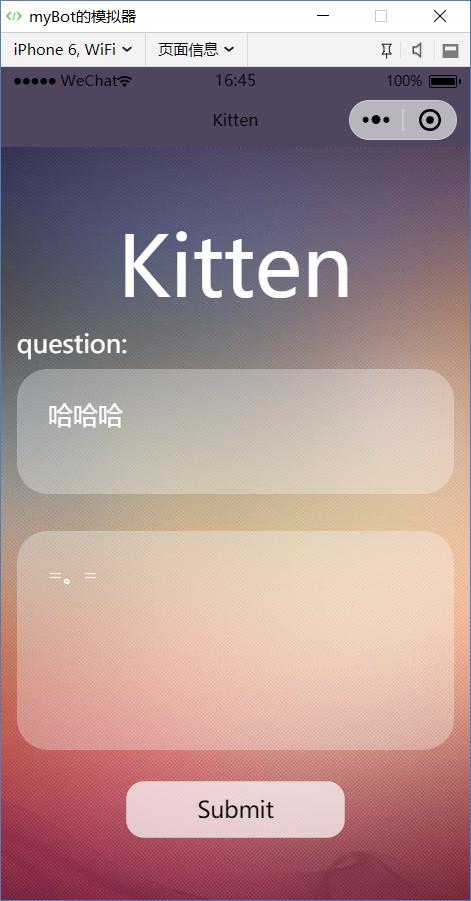 myBot的模拟器
iPhone 6, WiFi 页面信息
●●●●● WeChat 16:45 100%
Kitten
Kitten
question:
哈哈哈
=。=
Submit